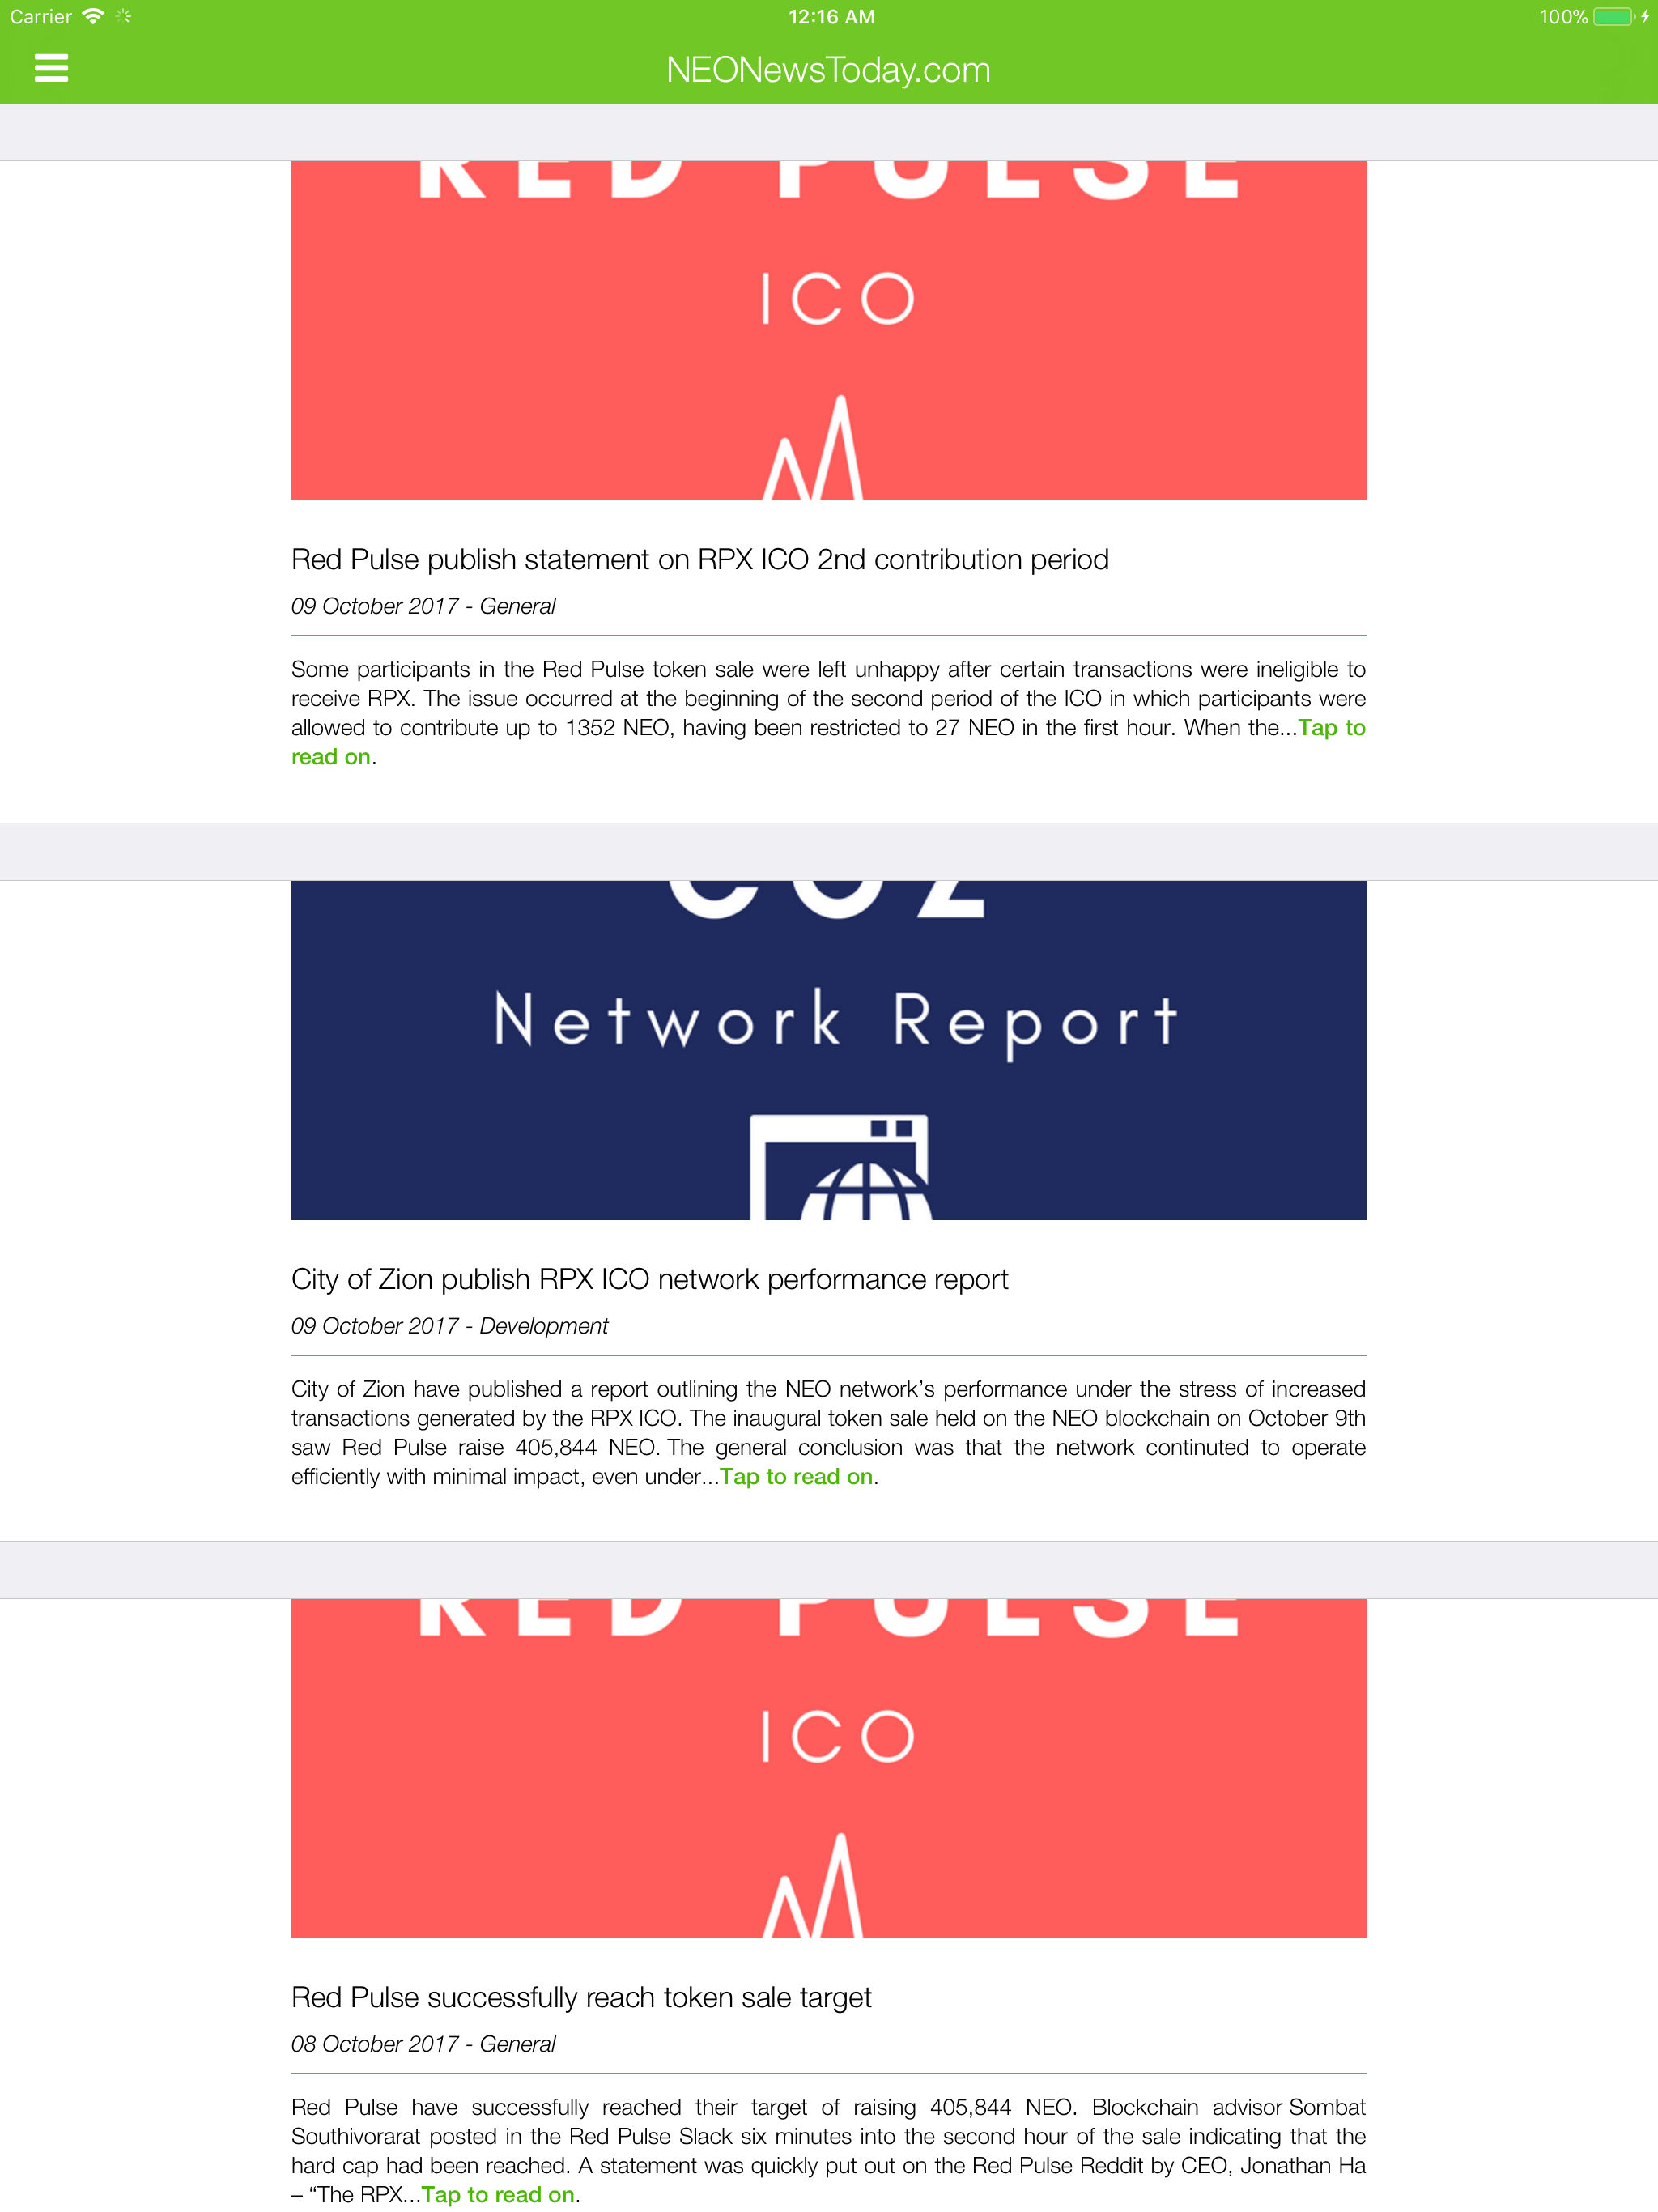 Carrier 12:16 AM 100%
NEONewsToday.com
RED PULSE
ICO
Red Pulse publish statement on RPX ICO 2nd contribution period
09 October 2017 - General
Some participants in the Red Pulse token sale were left unhappy after certain transactions were ineligible to
receive RPX. The issue occurred at the beginning of the second period of the ICO in which participants were
allowed to contribute up to 1352 NEO, having been restricted to 27 NEO in the first hour. When the...Tap to
read on.
COZ
Network Report
City of Zion publish RPX ICO network performance report
09 October 2017 - Development
City of Zion have published a report outlining the NEO network’s performance under the stress of increased
transactions generated by the RPX ICO. The inaugural token sale held on the NEO blockchain on October 9th
saw Red Pulse raise 405,844 NEO. The general conclusion was that the network continuted to operate
efficiently with minimal impact, even under...Tap to read on.
RED PULSE
ICO
Red Pulse successfully reach token sale target
08 October 2017 - General
Red Pulse have successfully reached their target of raising 405,844 NEO. Blockchain advisor Sombat
Southivorarat posted in the Red Pulse Slack six minutes into the second hour of the sale indicating that the
hard cap had been reached. A statement was quickly put out on the Red Pulse Reddit by CEO, Jonathan Ha
– “The RPX...Tap to read on.